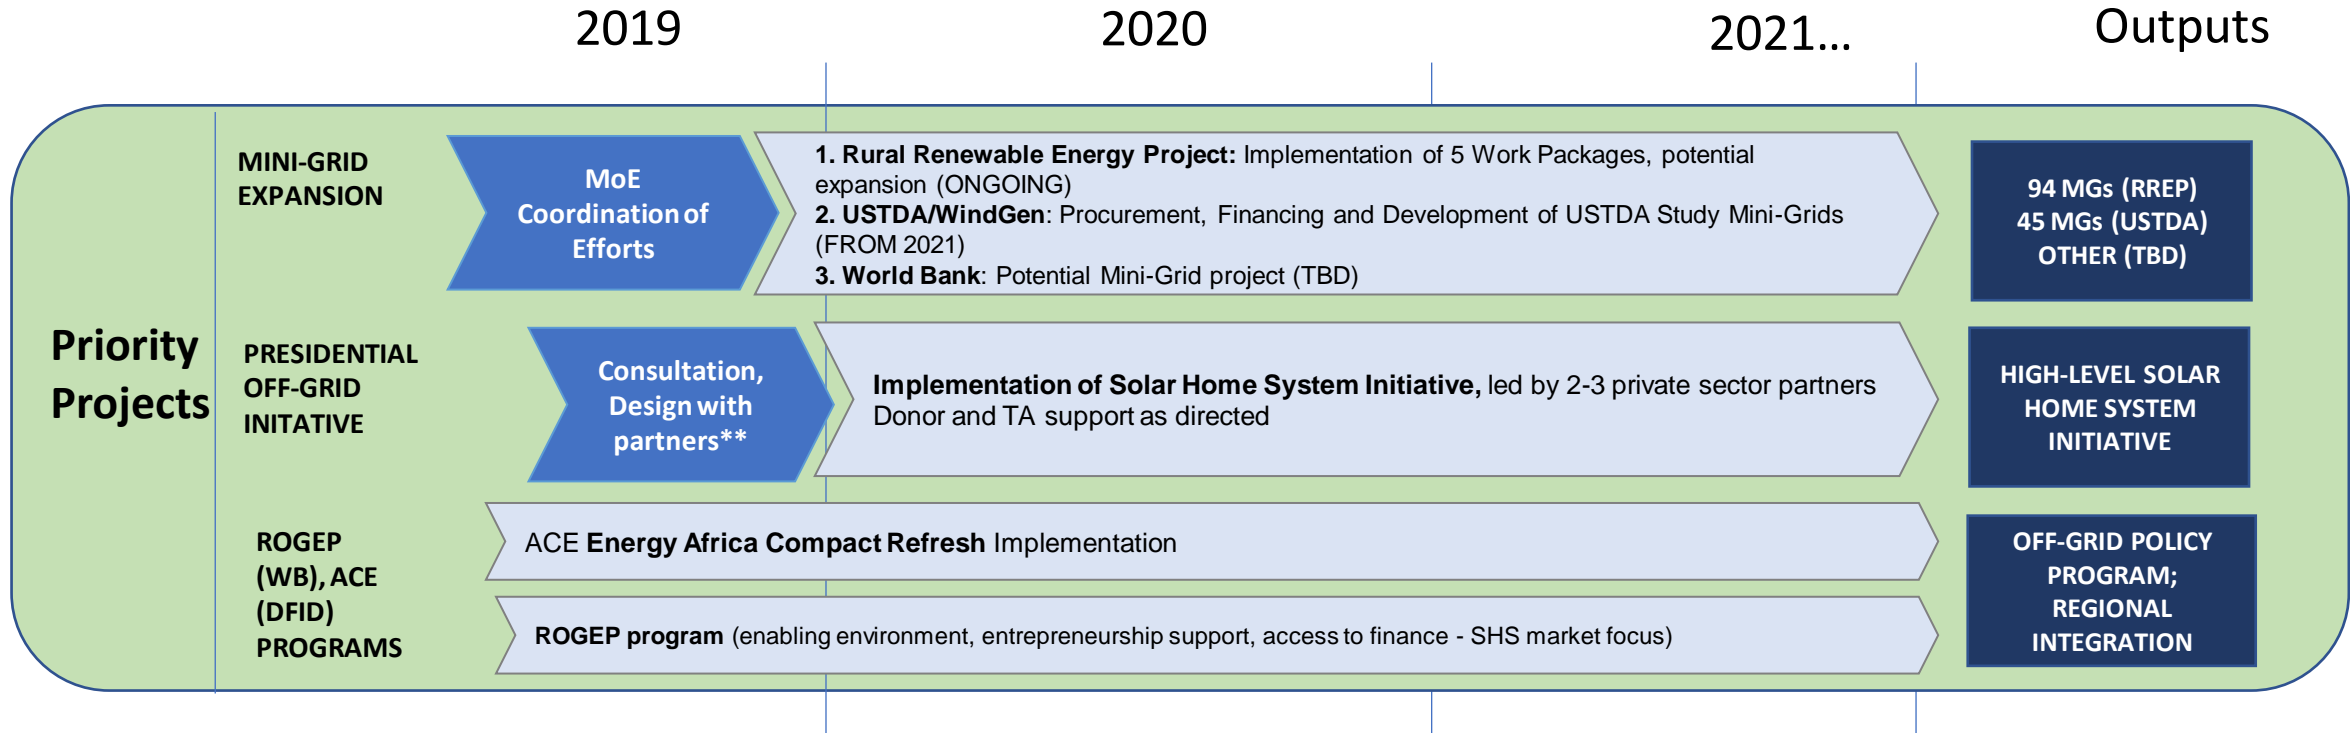 2019
2020
2021...
Outputs
Priority
Projects
MINI-GRID
EXPANSION
MoE
Coordination of
Efforts
1. Rural Renewable Energy Project: Implementation of 5 Work Packages, potential
expansion (ONGOING)
2. USTDA/WindGen: Procurement, Financing and Development of USTDA Study Mini-Grids
(FROM 2021)
3. World Bank: Potential Mini-Grid project (TBD)
94 MGs (RREP)
45 MGs (USTDA)
OTHER (TBD)
PRESIDENTIAL
OFF-GRID
INITATIVE
Consultation,
Design with
partners**
Implementation of Solar Home System Initiative, led by 2-3 private sector partners
Donor and TA support as directed
HIGH-LEVEL SOLAR
HOME SYSTEM
INITIATIVE
ROGEP
(WB), ACE
(DFID)
PROGRAMS
ACE Energy Africa Compact Refresh Implementation
ROGEP program (enabling environment, entrepreneurship support, access to finance - SHS market focus)
OFF-GRID POLICY
PROGRAM;
REGIONAL
INTEGRATION